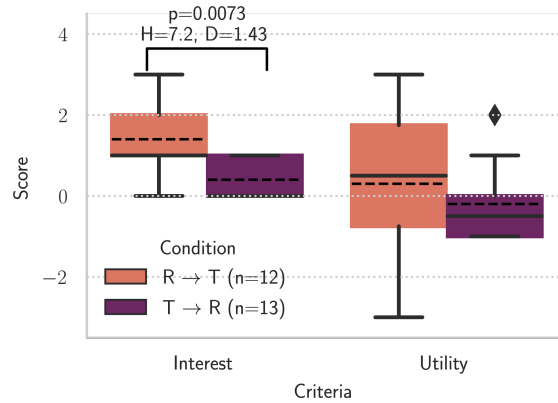 p=0.0073
H=7.2, D=1.43
4
2
0
−2
Score
Condition
R → T (n=12)
T → R (n=13)
Interest
Utility
Criteria